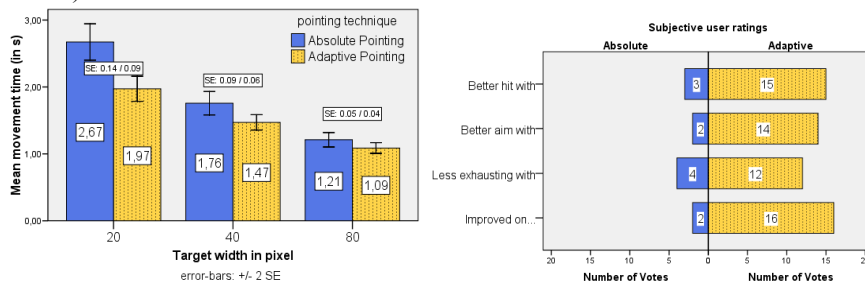 pointing technique
Absolute Pointing
Adaptive Pointing
3,00
2,00
1,00
0,00
Mean movement time (in s)
SE: 0.14 / 0.09
SE: 0.09 / 0.06
SE: 0.05 / 0.04
2,67
1,97
1,76
1,47
1,21
1,09
20
40
80
Target width in pixel
error-bars: +/- 2 SE
Subjective user ratings
Absolute
Adaptive
Better hit with
3
15
Better aim with
2
14
Less exhausting with
4
12
Improved on...
2
16
20
15
10
5
0
5
10
15
Number of Votes
Number of Votes